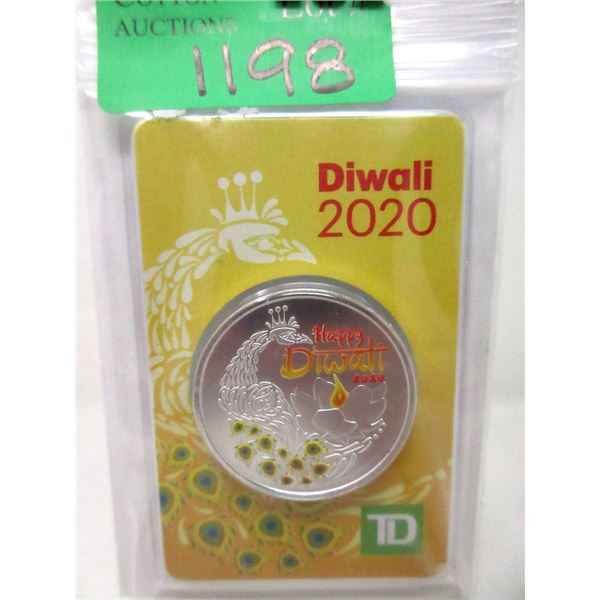 AUCTIONS
1198
Diwali
2020
Happy
Diwali
2020
TD